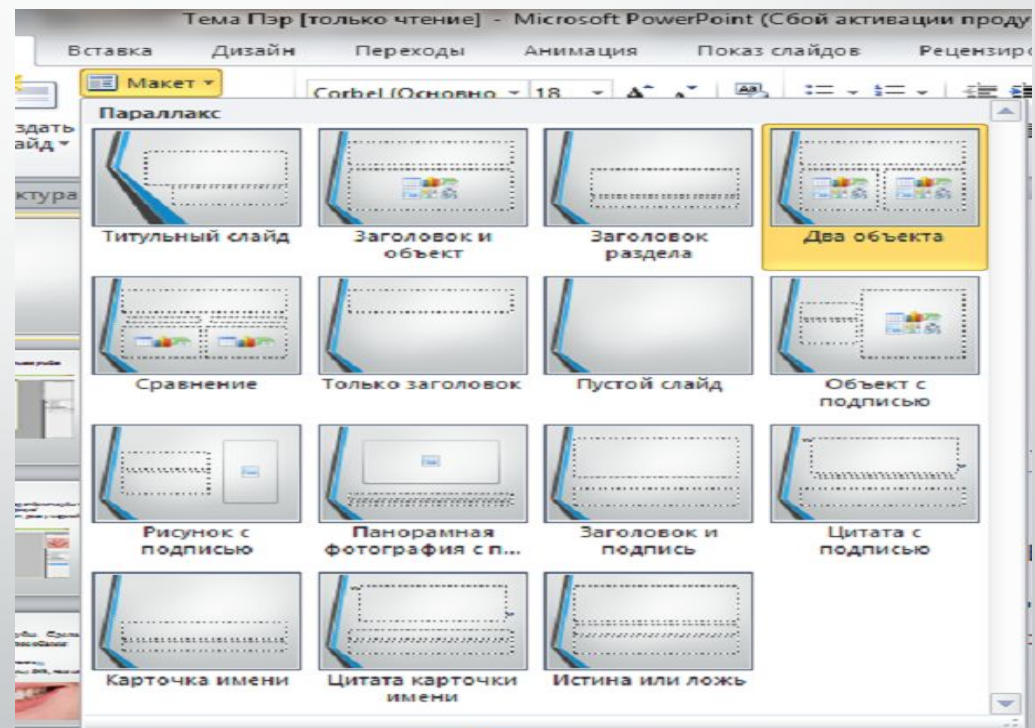 Тема Пэр [только чтение] - Microsoft PowerPoint (Сбой активации проду
Вставка Дизайн Переходы Анимация Показ слайдов Рецензиро
Макет
Corbel (Основно 18
здать
айд
ктура
Параллакс
Титульный слайд
Заголовок и
объект
Заголовок
раздела
Два объекта
Сравнение
Только заголовок
Пустой слайд
Объект с
подписью
Рисунок с
подписью
Панорамная
фотография с п...
Заголовок и
подпись
Цитата с
подписью
Карточка имени
Цитата карточки
имени
Истина или ложь